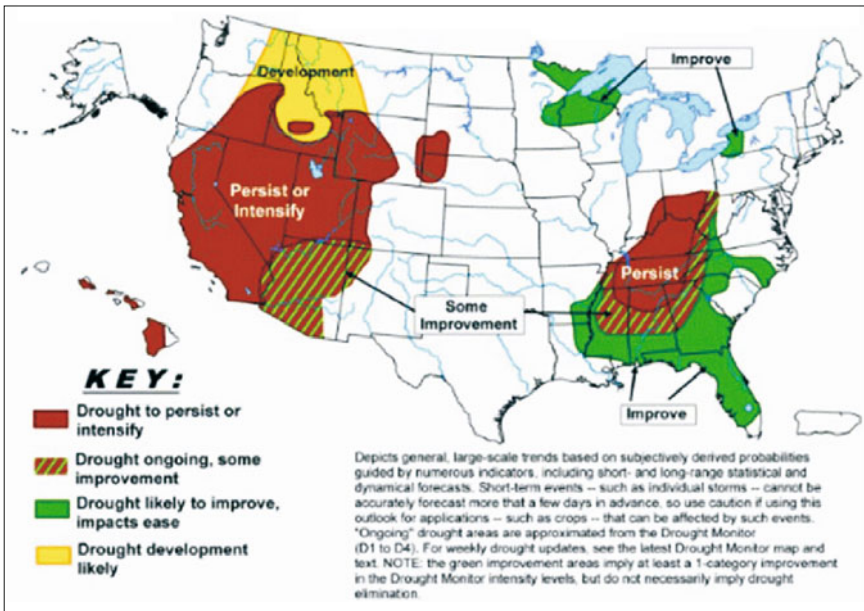 Development
Improve
Persist or
Intensify
Persist
Some
Improvement
Improve
KEY:
Drought to persist or
intensify
Drought ongoing, some
improvement
Drought likely to improve,
impacts ease
Drought development
likely
Depicts general, large-scale trends based on subjectively derived probabilities
guided by numerous indicators, including short- and long-range statistical and
dynamical forecasts. Short-term events -- such as individual storms -- cannot be
accurately forecast more that a few days in advance, so use caution if using this
outlook for applications -- such as crops -- that can be affected by such events.
"Ongoing" drought areas are approximated from the Drought Monitor
(D1 to D4). For weekly drought updates, see the latest Drought Monitor map and
text. NOTE: the green improvement areas imply at least a 1-category improvement
in the Drought Monitor intensity levels, but do not necessarily imply drought
elimination.